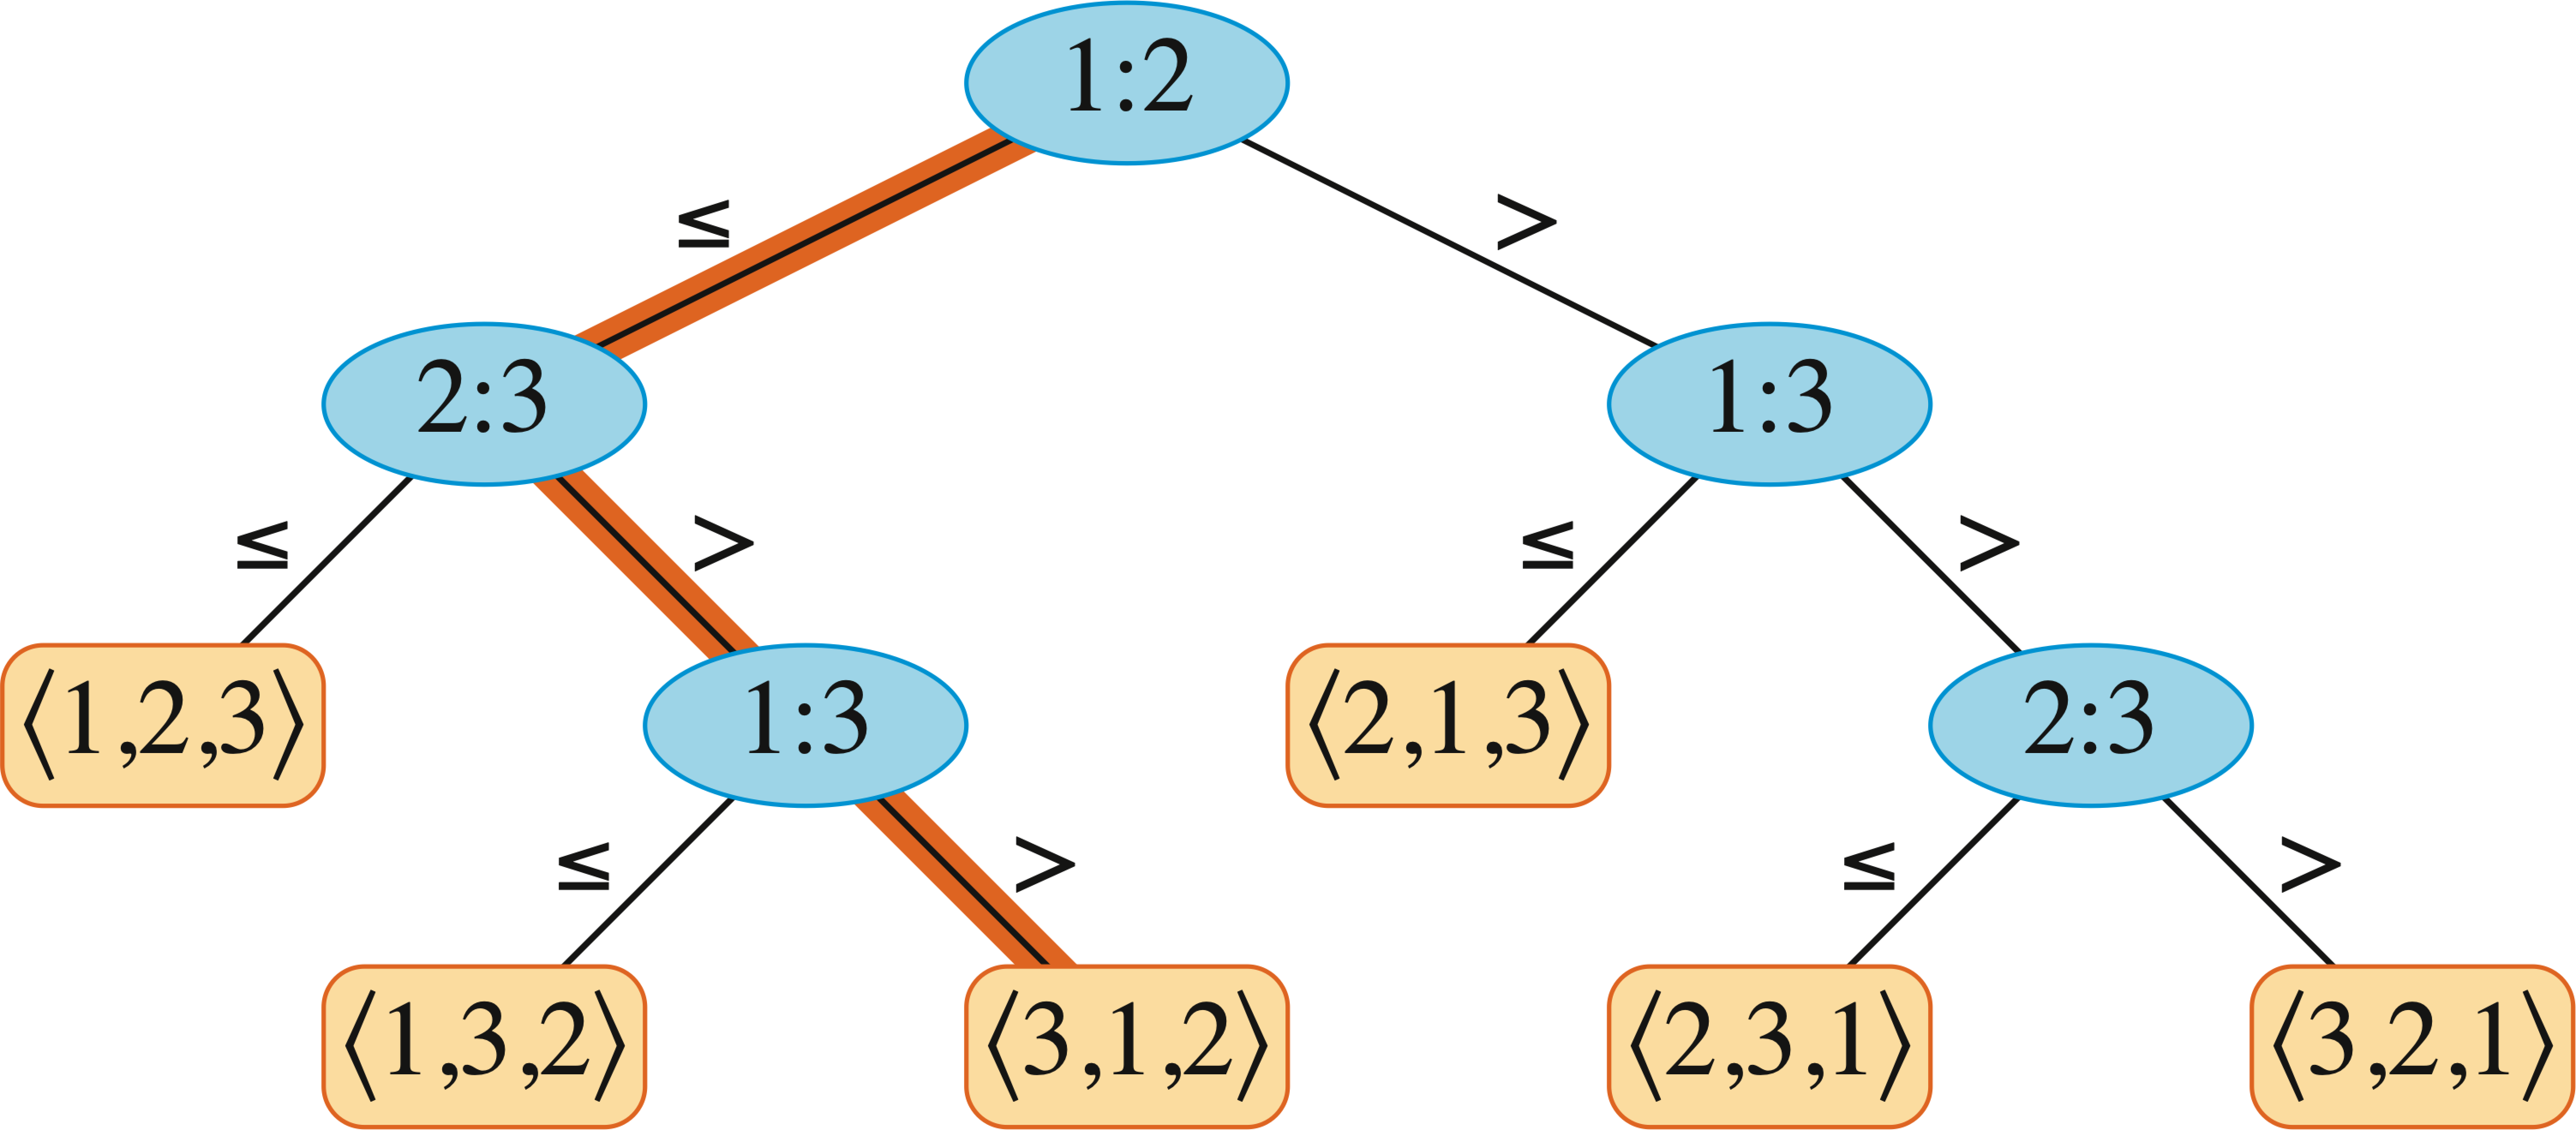 1:2
≤ >
2:3 1:3
≤ > ≤ >
⟨1,2,3⟩ 1:3 ⟨2,1,3⟩ 2:3
≤ > ≤ >
⟨1,3,2⟩ ⟨3,1,2⟩ ⟨2,3,1⟩ ⟨3,2,1⟩